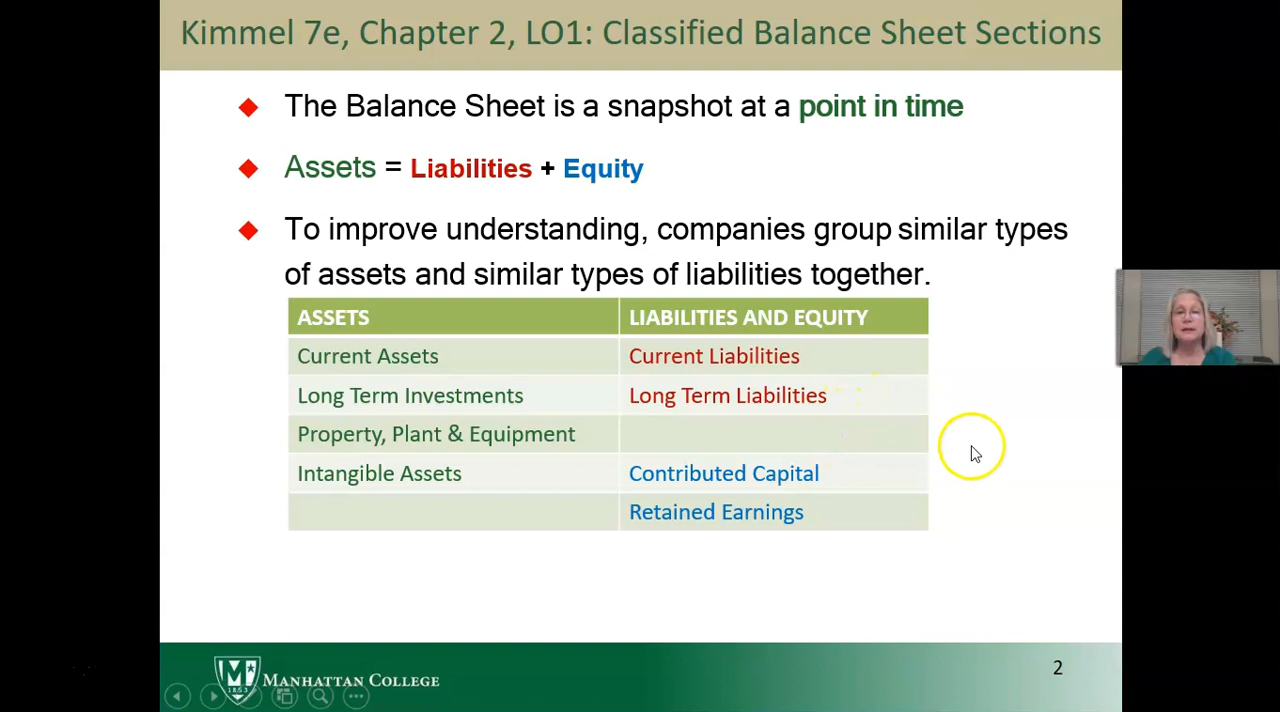 Kimmel 7e, Chapter 2, LO1: Classified Balance Sheet Sections
The Balance Sheet is a snapshot at a point in time
Assets = Liabilities + Equity
To improve understanding, companies group similar types
of assets and similar types of liabilities together.
ASSETS LIABILITIES AND EQUITY
Current Assets Current Liabilities
Long Term Investments Long Term Liabilities
Property, Plant & Equipment
Intangible Assets Contributed Capital
Retained Earnings
M
1853
MANHATTAN COLLEGE
2